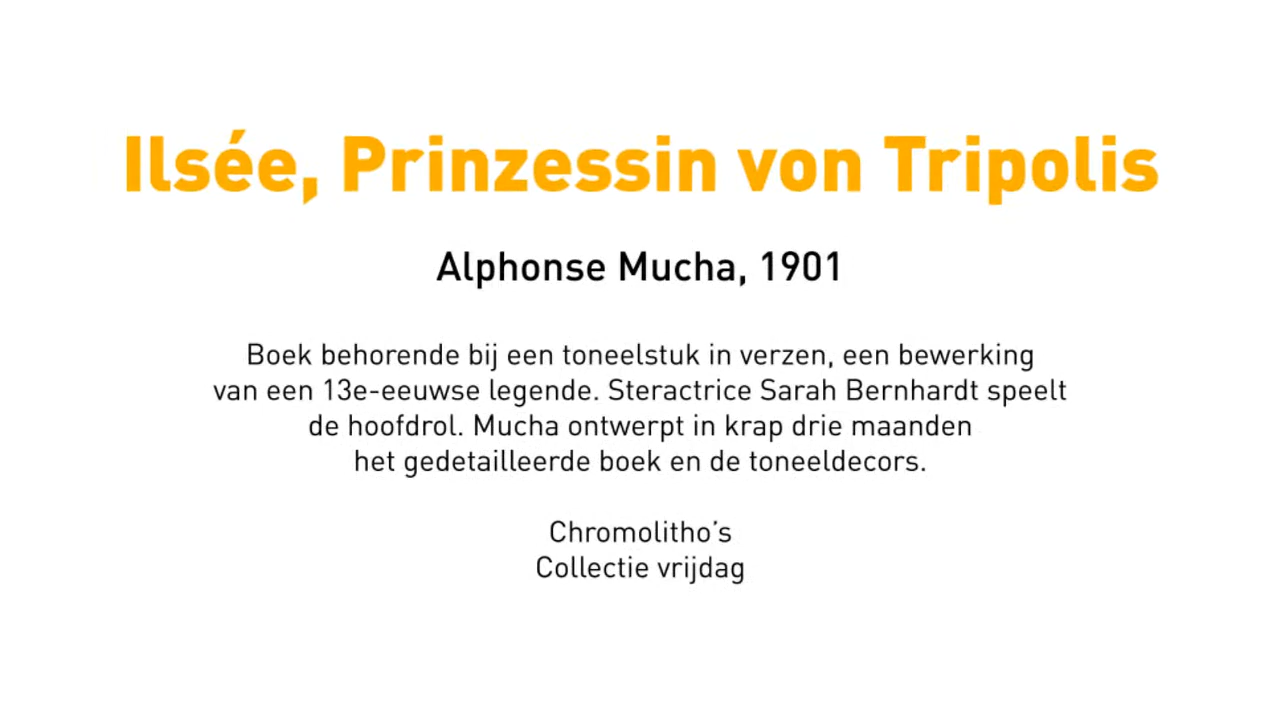 Ilsée, Prinzessin von Tripolis
Alphonse Mucha, 1901
Boek behorende bij een toneelstuk in verzen, een bewerking
van een 13e-eeuwse legende. Steractrice Sarah Bernhardt speelt
de hoofdrol. Mucha ontwerpt in krap drie maanden
het gedetailleerde boek en de toneeldecors.
Chromolitho’s
Collectie vrijdag